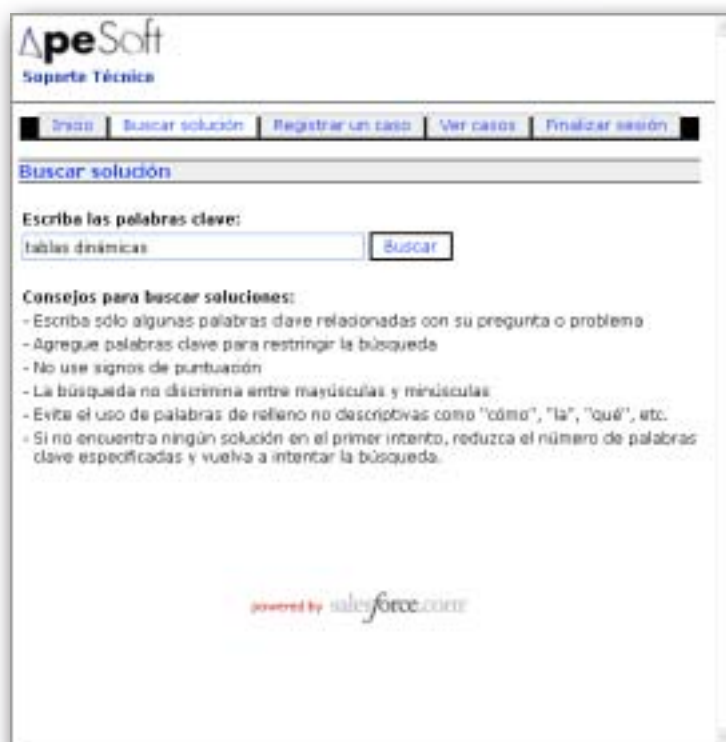 ApeSoft
Soporte Técnico
Inicio Buscar solución Registrar un caso Ver casos Finalizar sesión
Buscar solución
Escriba las palabras clave:
tablas dinámicas Buscar
Consejos para buscar soluciones:
- Escriba sólo algunas palabras clave relacionadas con su pregunta o problema
- Agregue palabras clave para restringir la búsqueda
- No use signos de puntuación
- La búsqueda no discrimina entre mayúsculas y minúsculas
- Evite el uso de palabras de relleno no descriptivas como "cómo", "la", "qué", etc.
- Si no encuentra ningún solución en el primer intento, reduzca el número de palabras
clave especificadas y vuelva a intentar la búsqueda.
powered by salesforce.com